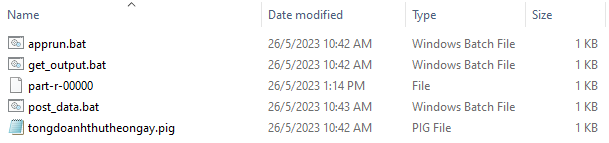 Name Date modified Type Size
apprun.bat 26/5/2023 10:42 AM Windows Batch File 1 KB
get_output.bat 26/5/2023 10:42 AM Windows Batch File 1 KB
part-r-00000 26/5/2023 1:14 PM File 1 KB
post_data.bat 26/5/2023 10:43 AM Windows Batch File 1 KB
tongdoanhthutheongay.pig 26/5/2023 10:42 AM PIG File 1 KB